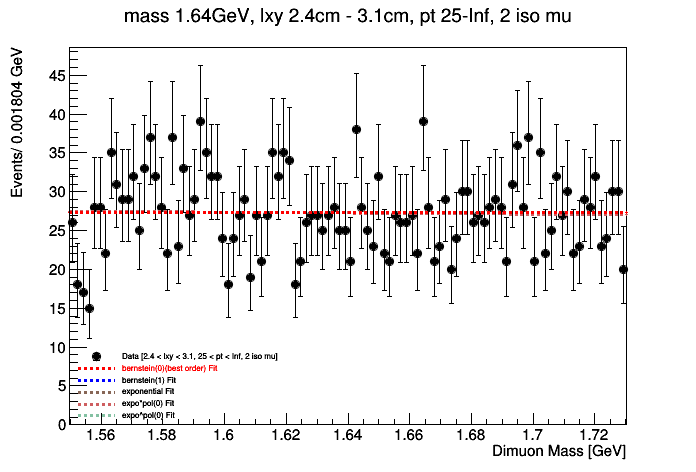 mass 1.64GeV, lxy 2.4cm - 3.1cm, pt 25-Inf, 2 iso mu
Events/ 0.001804 GeV
45
40
35
30
25
20
15
10
5
0
Data [2.4 < lxy < 3.1, 25 < pt < Inf, 2 iso mu]
bernstein(0)(best order) Fit
bernstein(1) Fit
exponential Fit
expo*pol(0) Fit
expo^pol(0) Fit
1.56 1.58 1.6 1.62 1.64 1.66 1.68 1.7 1.72
Dimuon Mass [GeV]